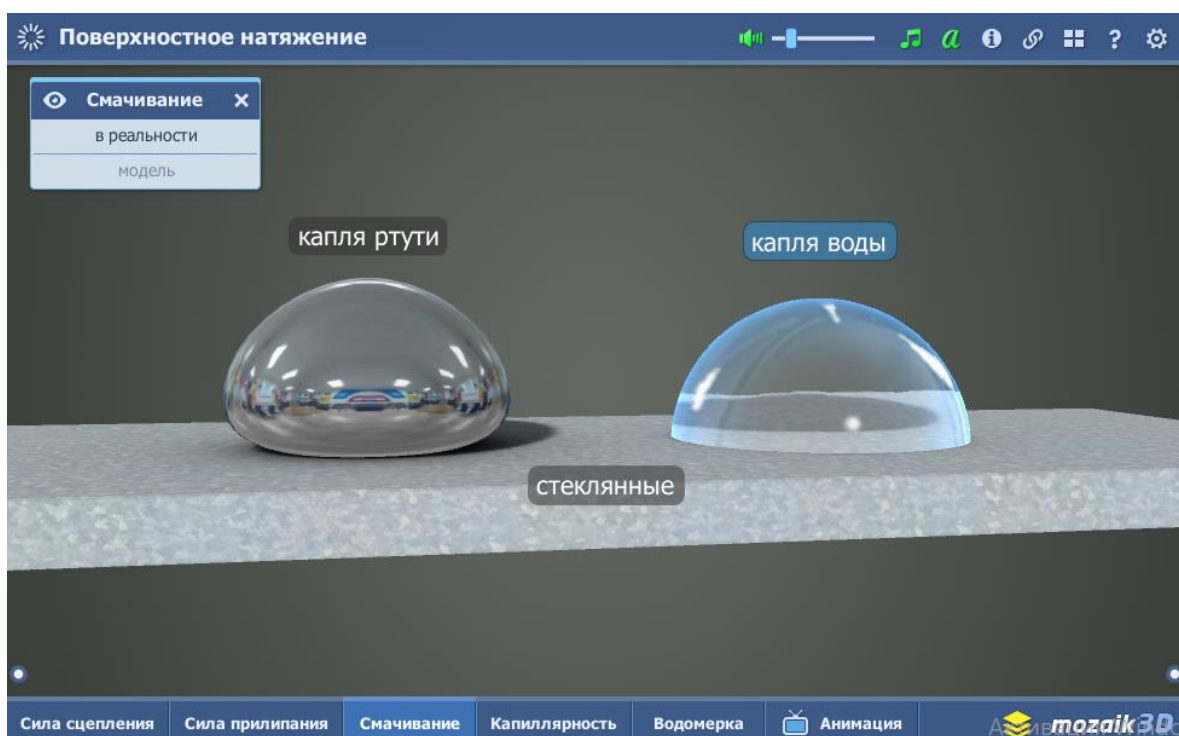 Поверхностное натяжение
a
?
Смачивание
в реальности
модель
капля ртути
капля воды
стеклянные
Сила сцепления
Сила прилипания
Смачивание
Капиллярность
Водомерка
Анимация
mozaik3D